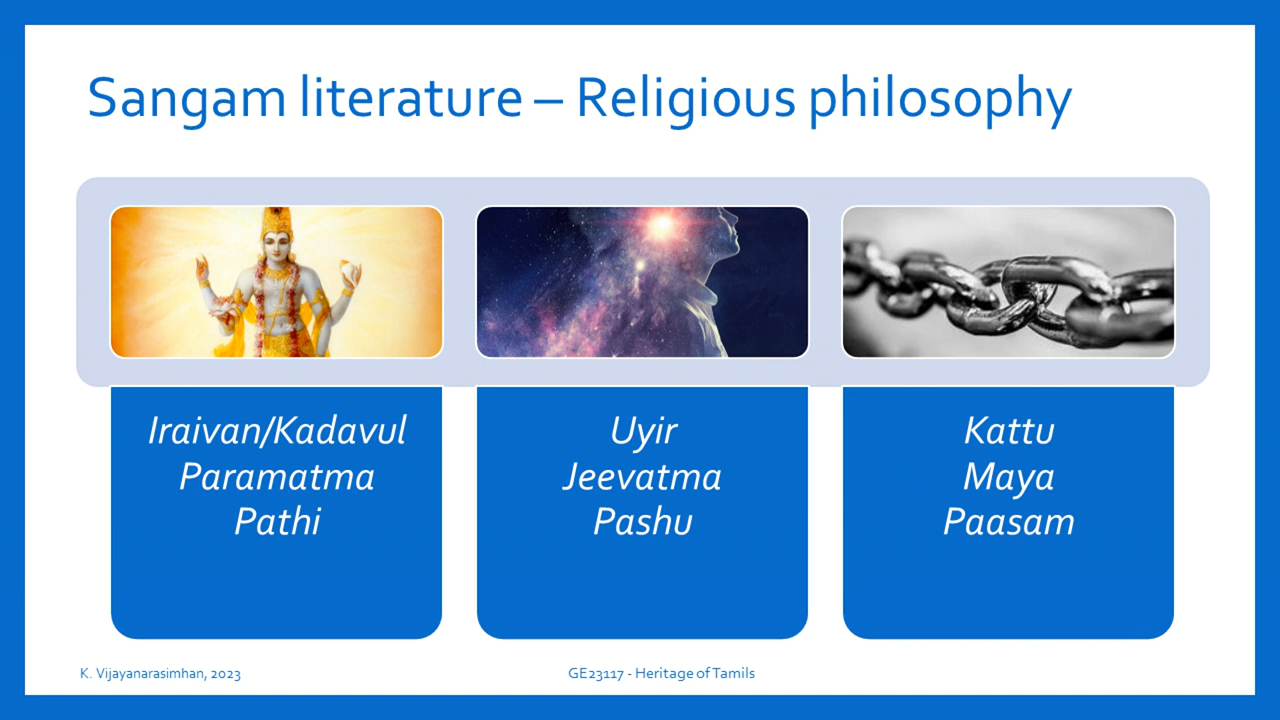 Sangam literature – Religious philosophy
Iraivan/Kadavul
Paramatma
Pathi
Uyir
Jeevatma
Pashu
Kattu
Maya
Paasam
K. Vijayanarasimhan, 2023
GE23117 - Heritage of Tamils